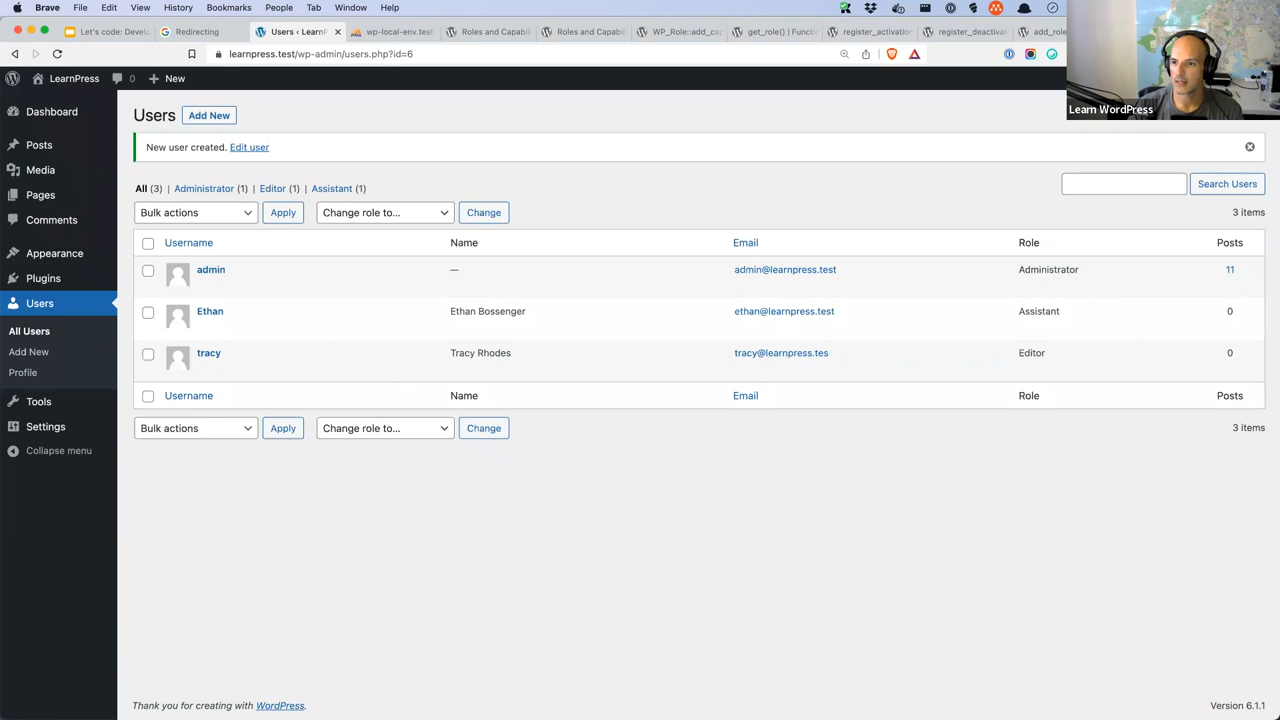 Brave File Edit View History Bookmarks People Tab Window Help
Let's code: Develo
Redirecting
Users ‹ LearnP
wp-local-env.test
Roles and Capabil
Roles and Capabil
WP_Role::add_ca
get_role() | Functi
register_activation
register_deactivat
add_role
learnpress.test/wp-admin/users.php?id=6
LearnPress 0 New
Learn WordPress
Dashboard
Posts
Media
Pages
Comments
Appearance
Plugins
Users
All Users
Add New
Profile
Tools
Settings
Collapse menu
Users Add New
New user created. Edit user
All (3) | Administrator (1) | Editor (1) | Assistant (1)
Search Users
Bulk actions Apply Change role to... Change
3 items
Username Name Email Role Posts
admin — admin@learnpress.test Administrator 11
Ethan Ethan Bossenger ethan@learnpress.test Assistant 0
tracy Tracy Rhodes tracy@learnpress.tes Editor 0
Username Name Email Role Posts
Bulk actions Apply Change role to... Change
3 items
Thank you for creating with WordPress.
Version 6.1.1